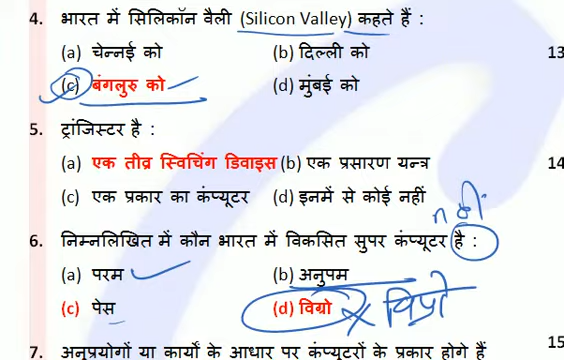 4. भारत में सिलिकॉन वैली (Silicon Valley) कहते हैं :
(a) चेन्नई को (b) दिल्ली को 13
(c) बंगलुरु को (d) मुंबई को
5. ट्रांजिस्टर है :
(a) एक तीव्र स्विचिंग डिवाइस (b) एक प्रसारण यन्त्र 14
(c) एक प्रकार का कंप्यूटर (d) इनमें से कोई नहीं
नहीं
6. निम्नलिखित में कौन भारत में विकसित सुपर कंप्यूटर है :
(a) परम (b) अनुपम
(c) पेस (d) विग्रो विप्रो
7. अनुप्रयोगों या कार्यों के आधार पर कंप्यूटरों के प्रकार होगे हैं 15